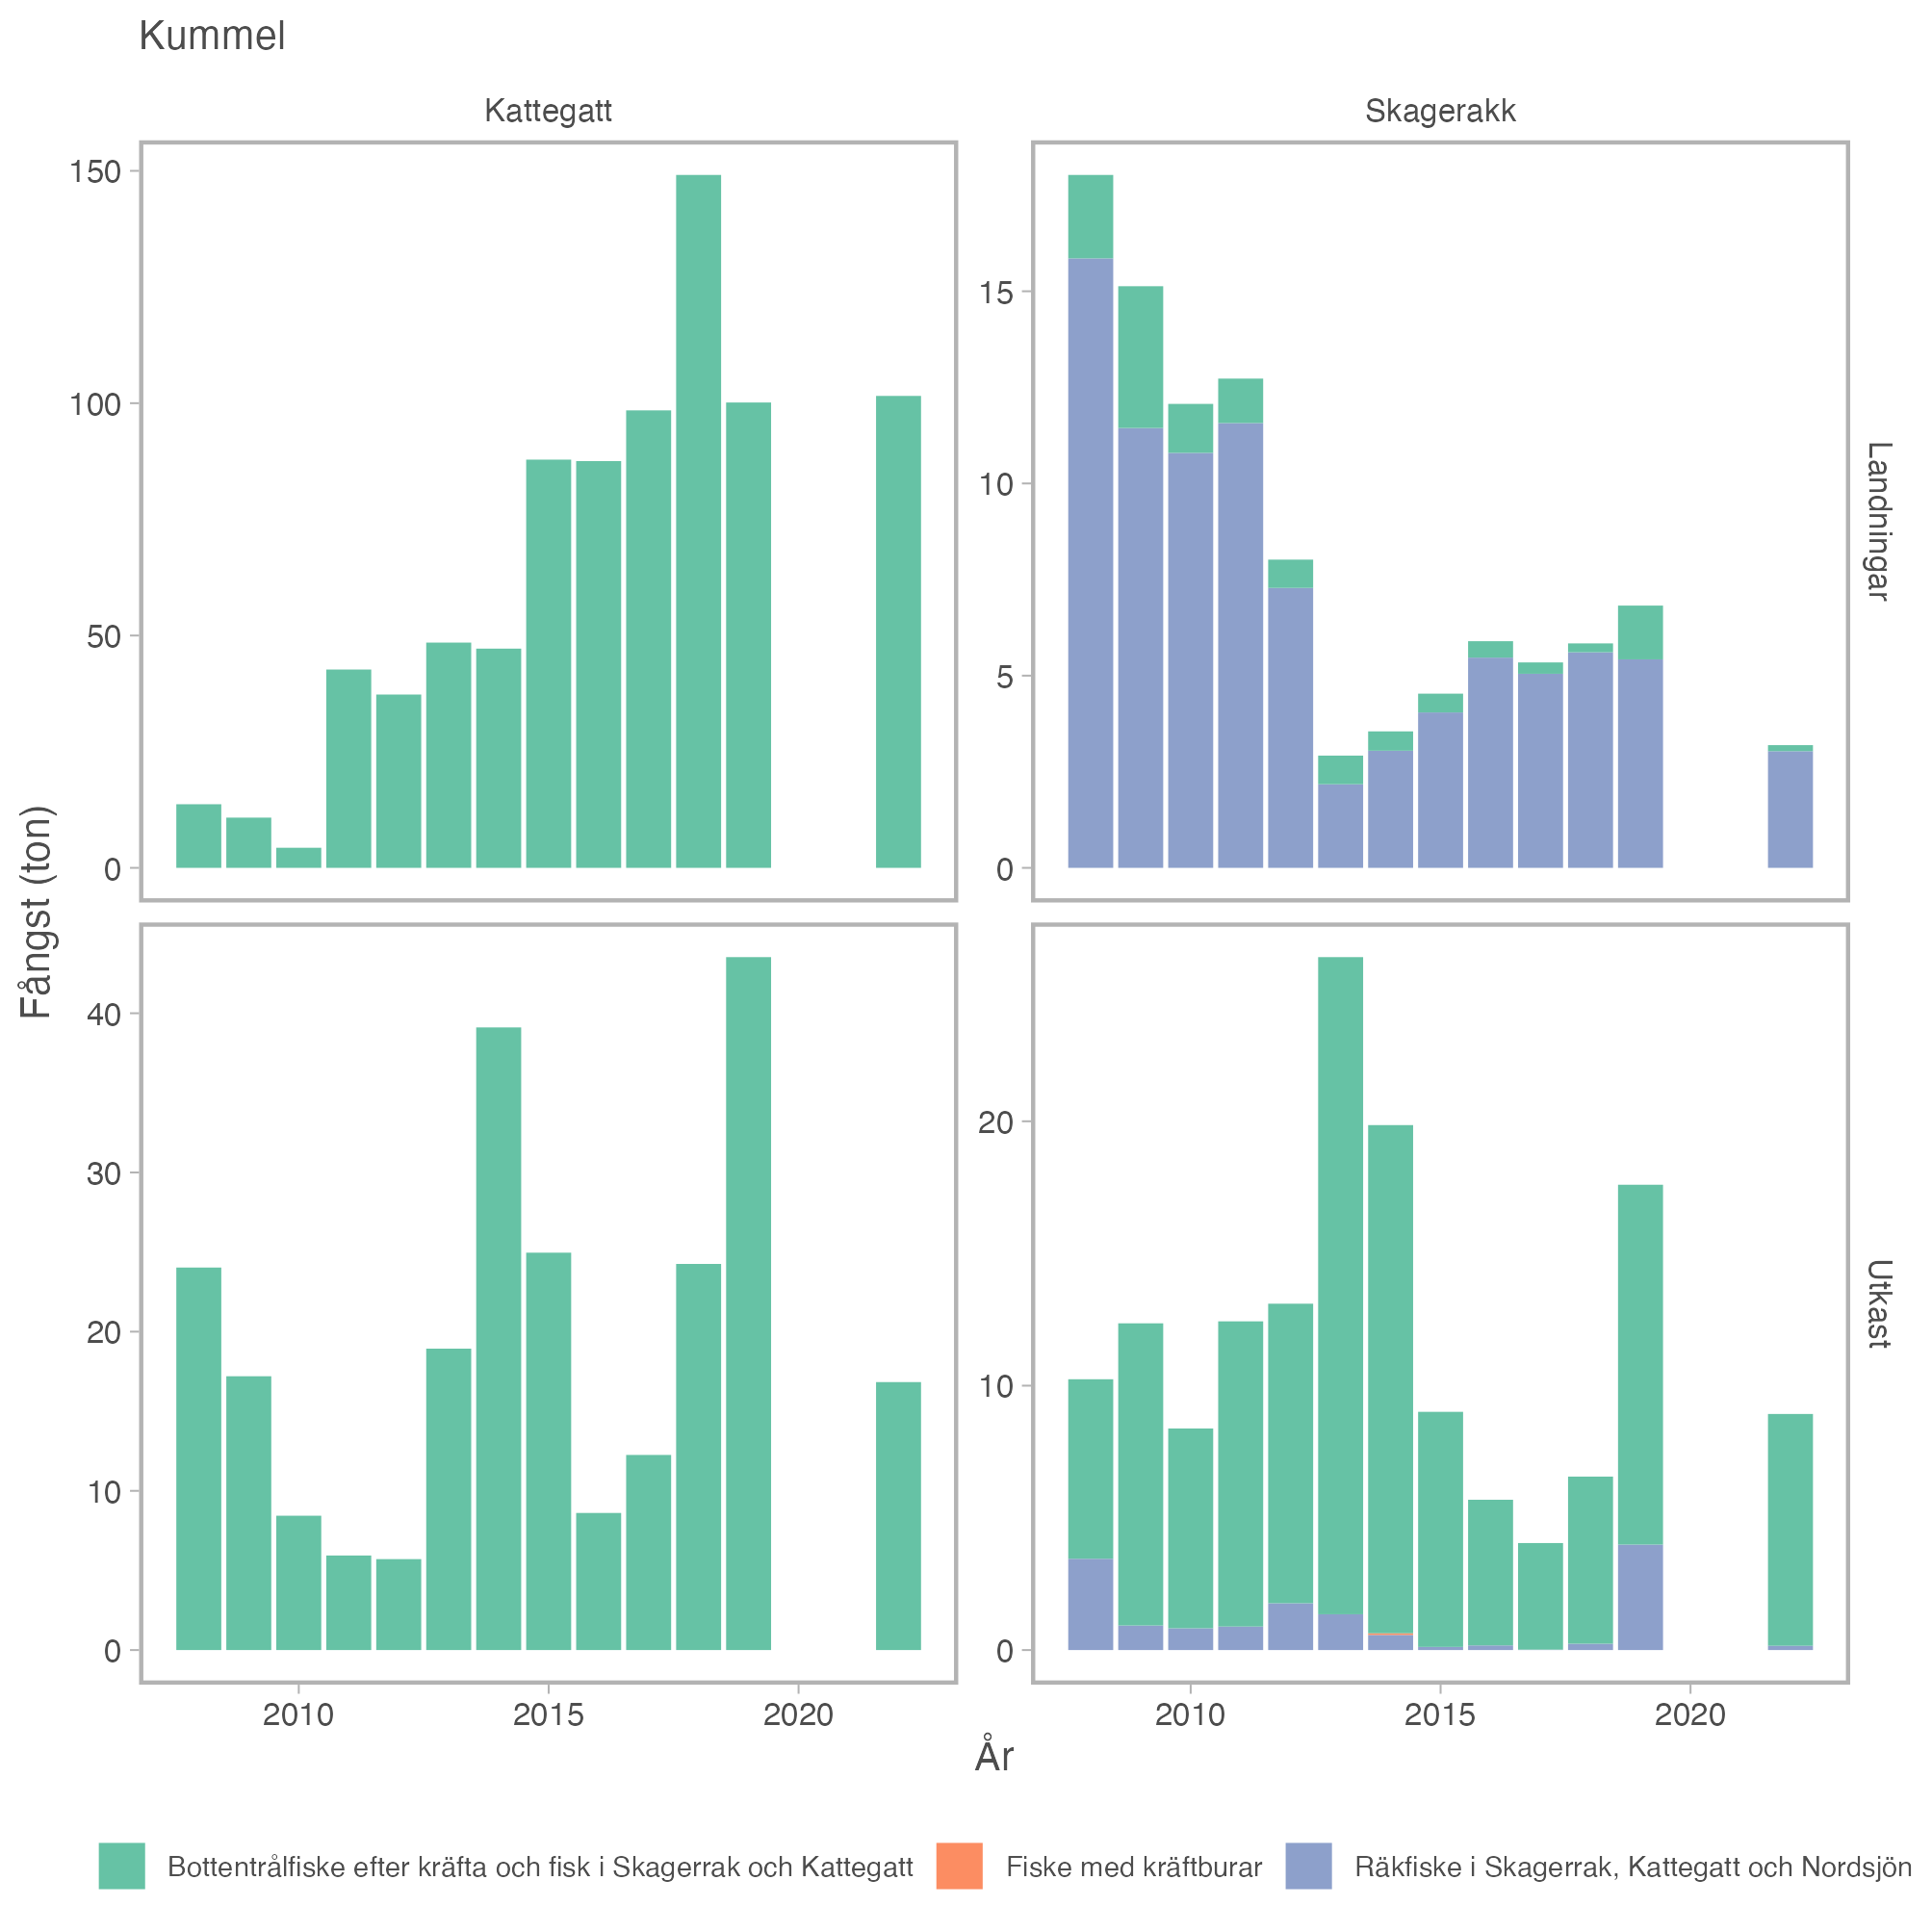 Kummel
Kattegatt
Skagerakk
150
100
50
0
15
10
5
0
Landningar
Fångst (ton)
40
30
20
10
0
20
10
0
Utkast
2010
2015
2020
2010
2015
2020
År
Bottentrålfiske efter kräfta och fisk i Skagerrak och Kattegatt
Fiske med kräftburar
Räkfiske i Skagerrak, Kattegatt och Nordsjön